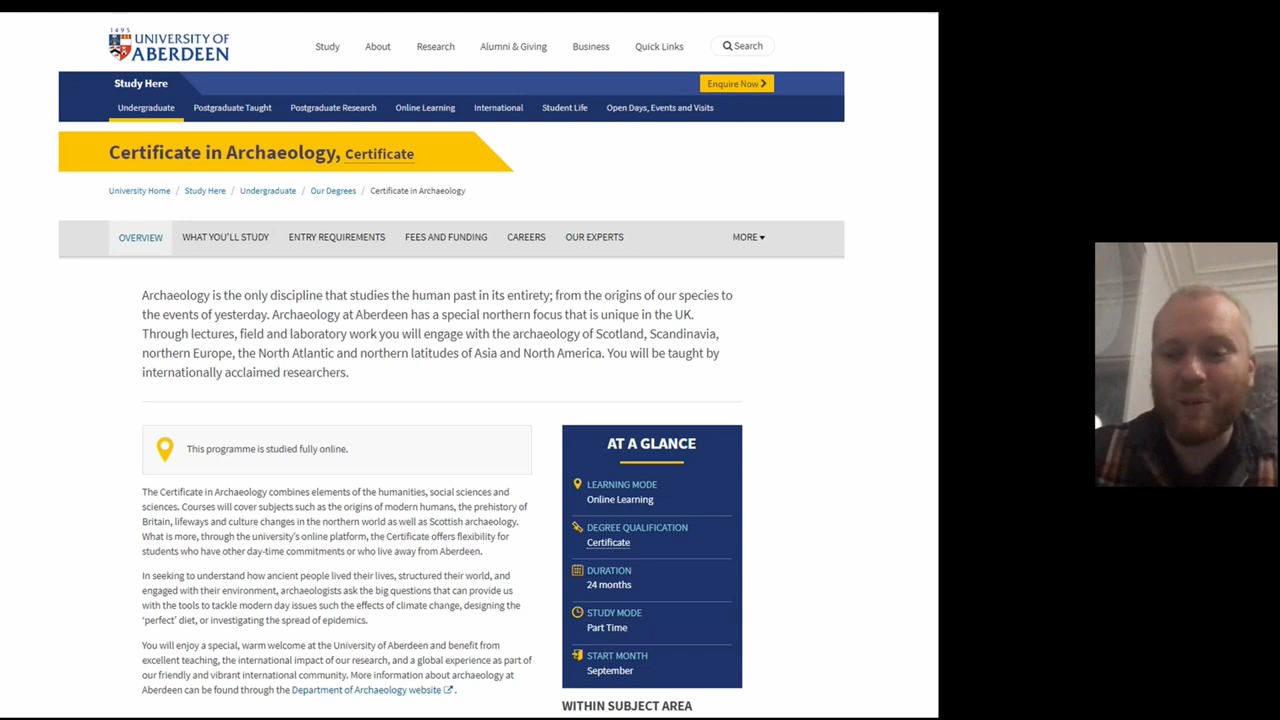 1495
UNIVERSITY OF
ABERDEEN
Study About Research Alumni & Giving Business Quick Links Search
Study Here
Enquire Now
Undergraduate Postgraduate Taught Postgraduate Research Online Learning International Student Life Open Days, Events and Visits
Certificate in Archaeology, Certificate
University Home / Study Here / Undergraduate / Our Degrees / Certificate in Archaeology
OVERVIEW WHAT YOU'LL STUDY ENTRY REQUIREMENTS FEES AND FUNDING CAREERS OUR EXPERTS MORE
Archaeology is the only discipline that studies the human past in its entirety; from the origins of our species to
the events of yesterday. Archaeology at Aberdeen has a special northern focus that is unique in the UK.
Through lectures, field and laboratory work you will engage with the archaeology of Scotland, Scandinavia,
northern Europe, the North Atlantic and northern latitudes of Asia and North America. You will be taught by
internationally acclaimed researchers.
This programme is studied fully online.
The Certificate in Archaeology combines elements of the humanities, social sciences and
sciences. Courses will cover subjects such as the origins of modern humans, the prehistory of
Britain, lifeways and culture changes in the northern world as well as Scottish archaeology.
What is more, through the university's online platform, the Certificate offers flexibility for
students who have other day-time commitments or who live away from Aberdeen.
In seeking to understand how ancient people lived their lives, structured their world, and
engaged with their environment, archaeologists ask the big questions that can provide us
with the tools to tackle modern day issues such the effects of climate change, designing the
‘perfect’ diet, or investigating the spread of epidemics.
You will enjoy a special, warm welcome at the University of Aberdeen and benefit from
excellent teaching, the international impact of our research, and a global experience as part of
our friendly and vibrant international community. More information about archaeology at
Aberdeen can be found through the Department of Archaeology website .
AT A GLANCE
LEARNING MODE
Online Learning
DEGREE QUALIFICATION
Certificate
DURATION
24 months
STUDY MODE
Part Time
START MONTH
September
WITHIN SUBJECT AREA